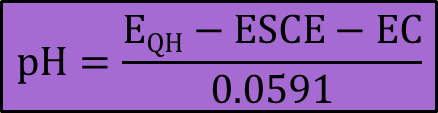 pH = (E_QH − ESCE − EC) / 0.0591